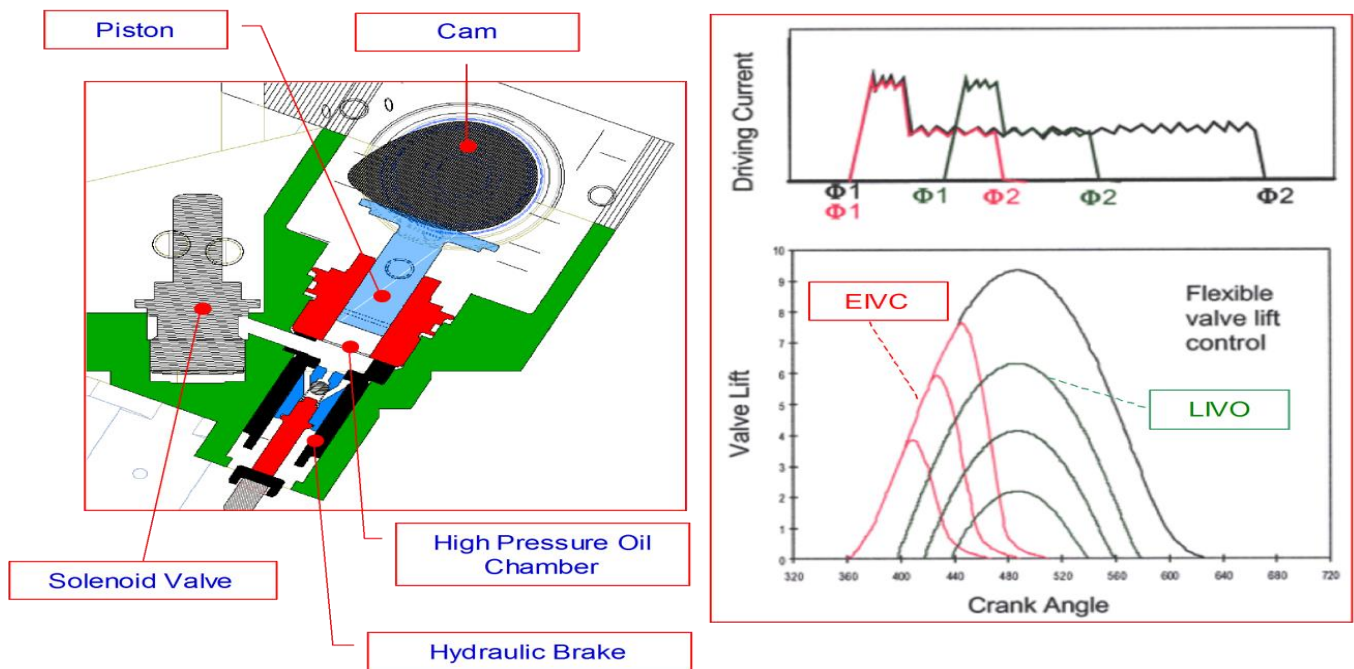 Piston
Cam
Solenoid Valve
High Pressure Oil
Chamber
Hydraulic Brake
Driving Current
Φ1
Φ1
Φ1
Φ2
Φ2
Φ2
Valve Lift
10
9
8
7
6
5
4
3
2
1
0
EIVC
Flexible
valve lift
control
LIVO
320 360 400 440 480 520 560 600 640 680 720
Crank Angle